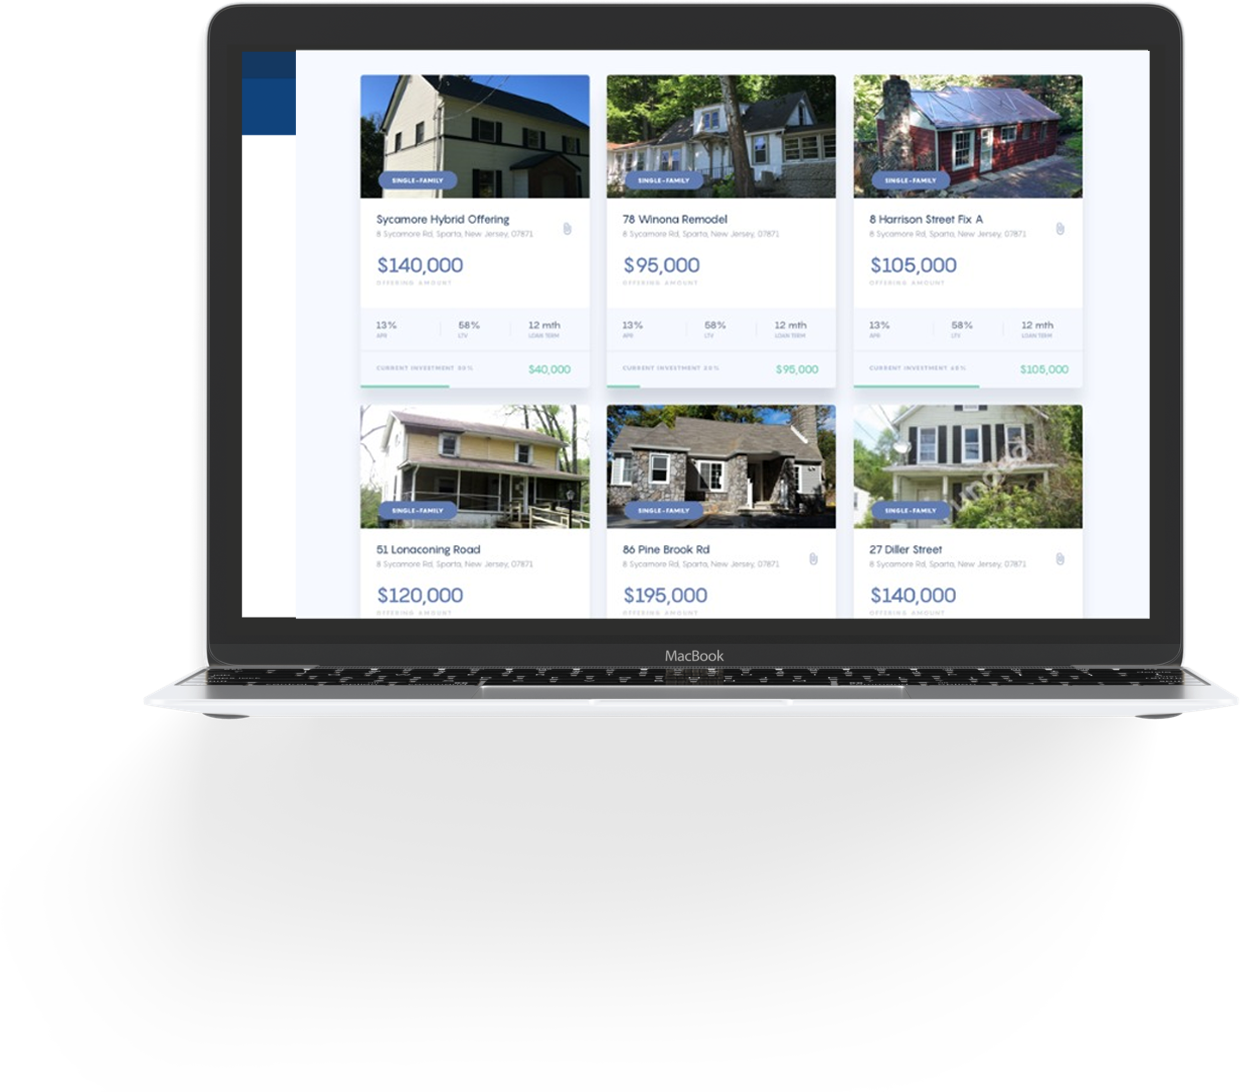 SINGLE-FAMILY
Sycamore Hybrid Offering
8 Sycamore Rd, Sparta, New Jersey, 07871
$140,000
OFFERING AMOUNT
13% 58% 12 mth
APR LTV LOAN TERM
CURRENT INVESTMENT $40,000
SINGLE-FAMILY
78 Winona Remodel
8 Sycamore Rd, Sparta, New Jersey, 07871
$95,000
OFFERING AMOUNT
13% 58% 12 mth
APR LTV LOAN TERM
CURRENT INVESTMENT $95,000
SINGLE-FAMILY
8 Harrison Street Fix A
8 Sycamore Rd, Sparta, New Jersey, 07871
$105,000
OFFERING AMOUNT
13% 58% 12 mth
APR LTV LOAN TERM
CURRENT INVESTMENT $105,000
SINGLE-FAMILY
51 Lonaconing Road
8 Sycamore Rd, Sparta, New Jersey, 07871
$120,000
OFFERING AMOUNT
SINGLE-FAMILY
86 Pine Brook Rd
8 Sycamore Rd, Sparta, New Jersey, 07871
$195,000
OFFERING AMOUNT
SINGLE-FAMILY
27 Diller Street
8 Sycamore Rd, Sparta, New Jersey, 07871
$140,000
OFFERING AMOUNT
MacBook